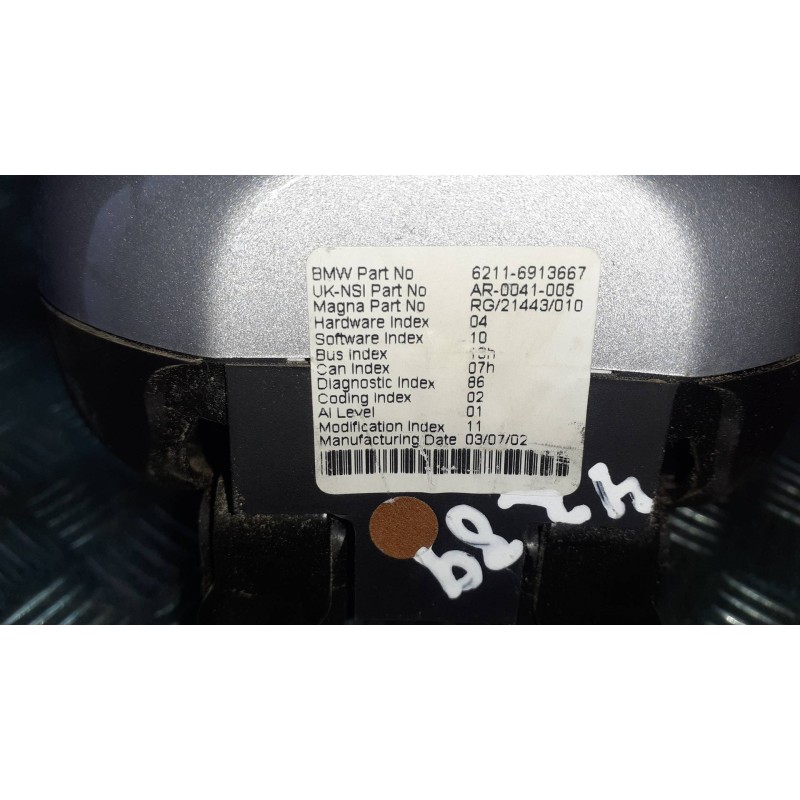 BMW Part No 6211-6913667
UK-NSI Part No AR-0041-005
Magna Part No RG/21443/010
Hardware Index 04
Software Index 10
Bus Index
Can Index 07h
Diagnostic Index 86
Coding Index 02
AI Level 01
Modification Index 11
Manufacturing Date 03/07/02